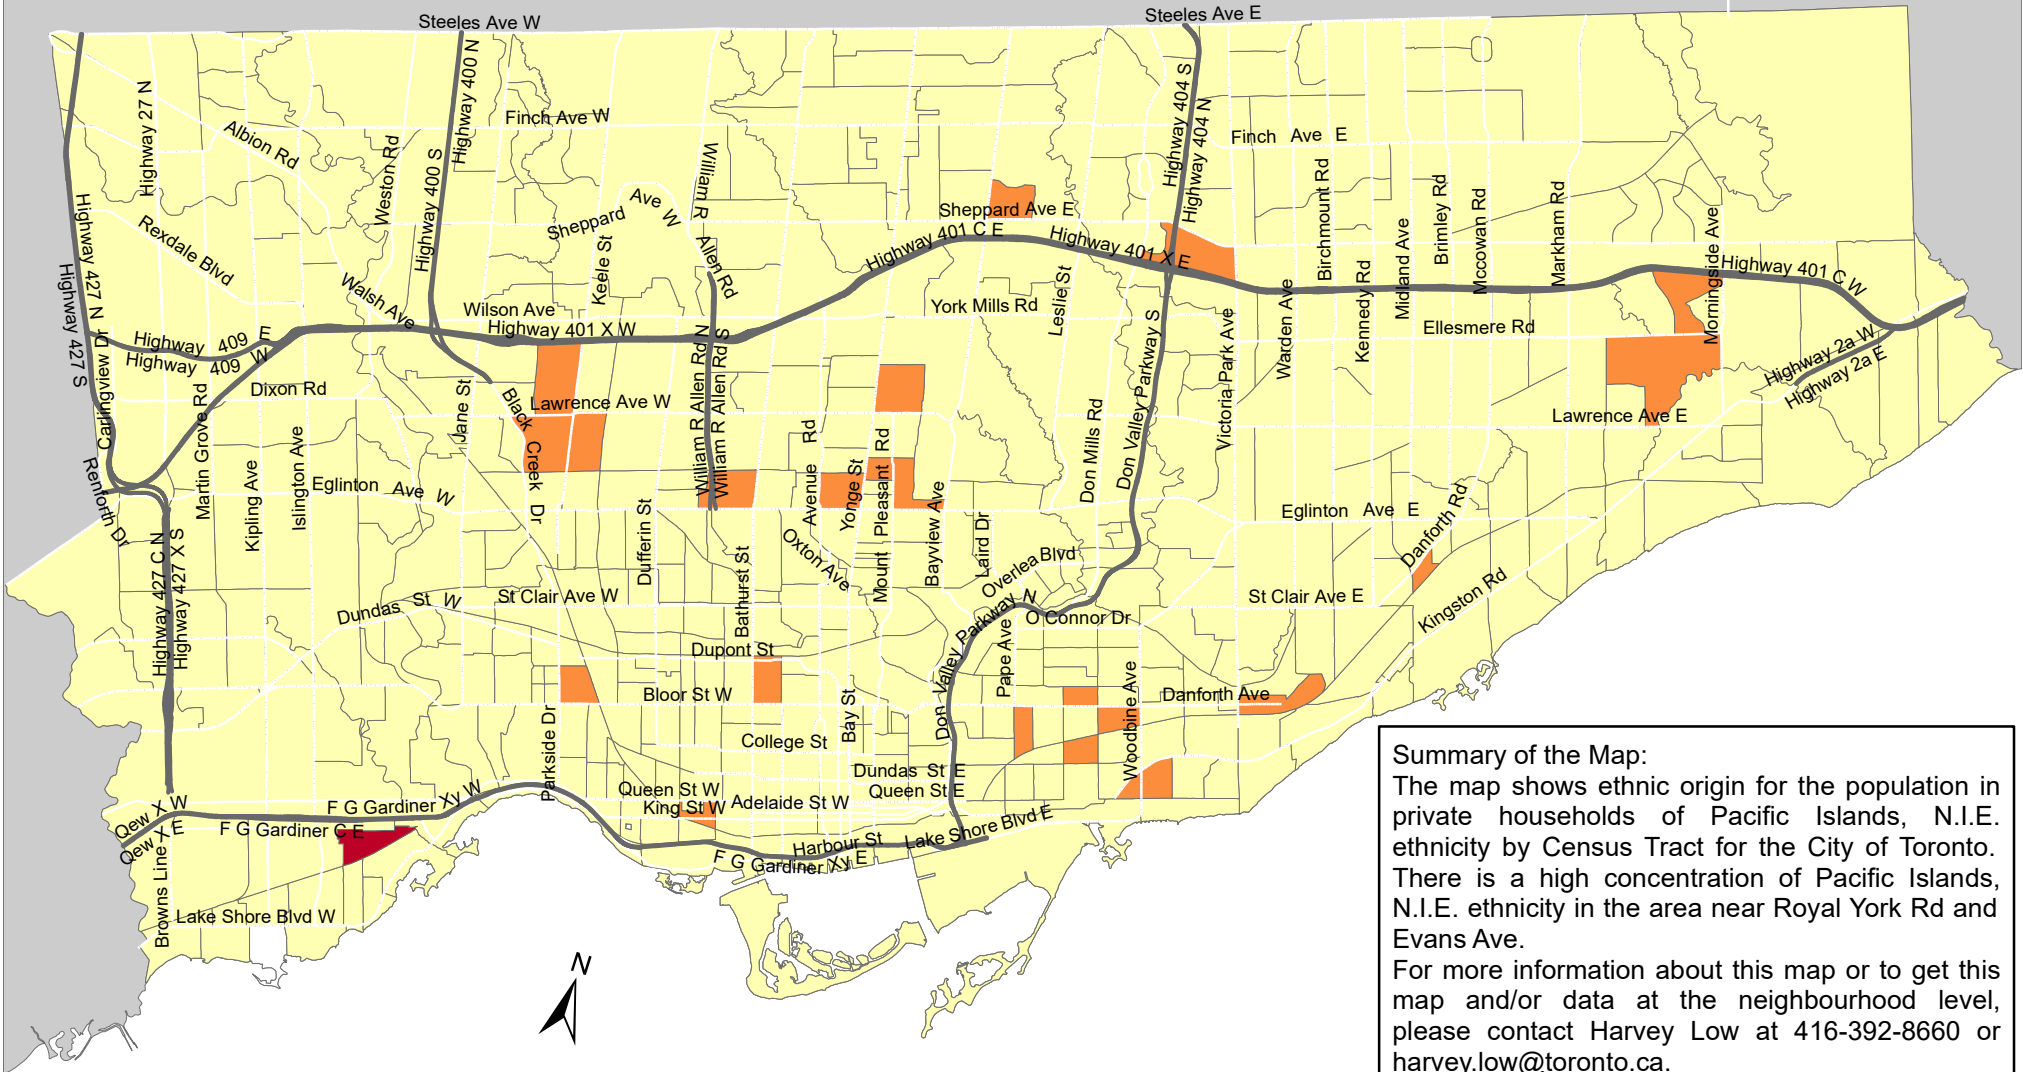 Steeles Ave W
Steeles Ave E
Highway 27 N
Albion Rd
Weston Rd
Highway 400 N
Highway 400 S
Finch Ave W
William R
Allen Rd
Highway 404 S
Highway 404 N
Finch Ave E
Highway 427 N
Highway 427 S
Rexdale Blvd
Sheppard Ave W
Keele St
Sheppard Ave E
Highway 401 C E
Highway 401 X E
Leslie St
Birchmount Rd
Midland Ave
Brimley Rd
Mccowan Rd
Markham Rd
Morningside Ave
Highway 401 C W
Walsh Ave
Wilson Ave
Highway 401 X W
York Mills Rd
Warden Ave
Kennedy Rd
Ellesmere Rd
Highway 409 E
Highway 409 W
Carlingview Dr
Dixon Rd
Martin Grove Rd
Jane St
Black Creek Dr
Lawrence Ave W
William R Allen Rd N
William R Allen Rd S
Avenue Rd
Don Mills Rd
Don Valley Parkway S
Victoria Park Ave
Lawrence Ave E
Highway 2a W
Highway 2a E
Renforth Dr
Kipling Ave
Islington Ave
Eglinton Ave W
Dufferin St
Yonge St
Mount Pleasant Rd
Bayview Ave
Laird Dr
Eglinton Ave E
Danforth Rd
Highway 427 C N
Highway 427 X S
Oxton Ave
Overlea Blvd
Dundas St W
St Clair Ave W
Bathurst St
Don Valley Parkway N
O Connor Dr
St Clair Ave E
Kingston Rd
Dupont St
Pape Ave
Woodbine Ave
Bloor St W
Danforth Ave
Parkside Dr
Bay St
College St
Dundas St E
Queen St E
Queen St W
King St W
Adelaide St W
Qew X W
Qew X E
F G Gardiner Xy W
F G Gardiner C E
Harbour St
Lake Shore Blvd E
F G Gardiner Xy E
Browns Line
Lake Shore Blvd W
N
Summary of the Map:
The map shows ethnic origin for the population in
private households of Pacific Islands, N.I.E.
ethnicity by Census Tract for the City of Toronto.
There is a high concentration of Pacific Islands,
N.I.E. ethnicity in the area near Royal York Rd and
Evans Ave.
For more information about this map or to get this
map and/or data at the neighbourhood level,
please contact Harvey Low at 416-392-8660 or
harvey.low@toronto.ca.